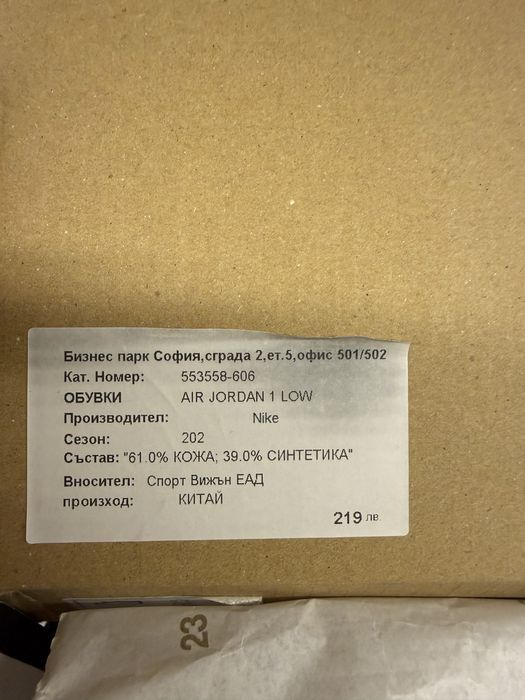 Бизнес парк София,сграда 2,ет.5,офис 501/502
Кат. Номер: 553558-606
ОБУВКИ AIR JORDAN 1 LOW
Производител: Nike
Сезон: 202
Състав: "61.0% КОЖА; 39.0% СИНТЕТИКА"
Вносител: Спорт Вижън ЕАД
произход: КИТАЙ
219 лв.
23